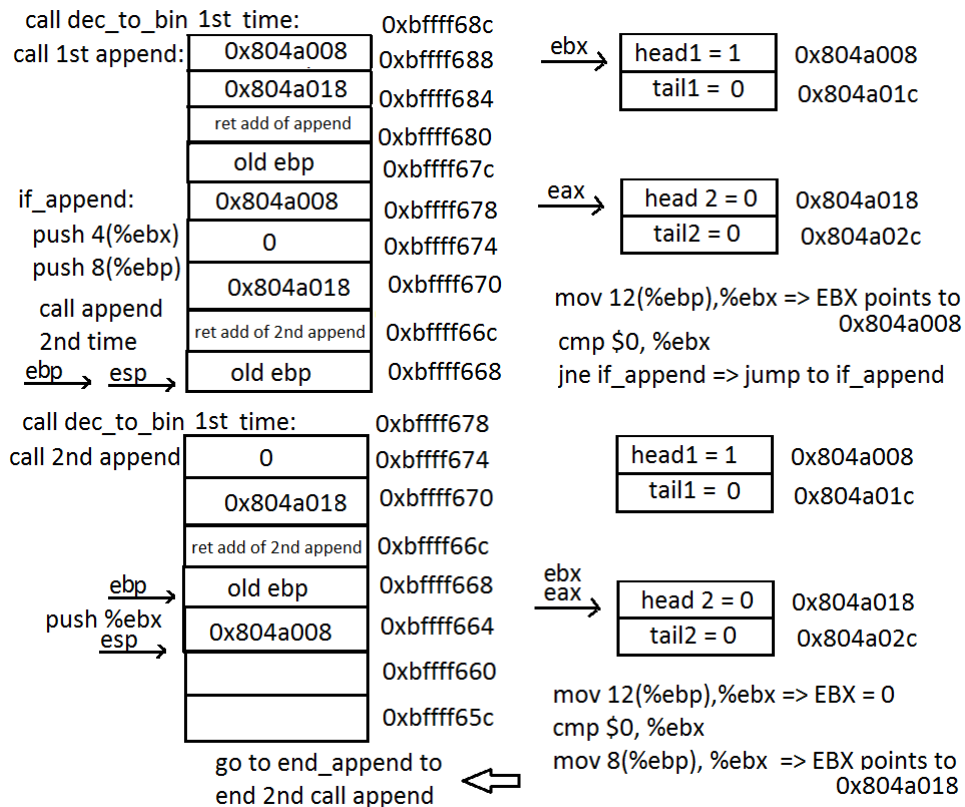 call dec_to_bin 1st time: 0xbffff68c
call 1st append: 0x804a008 0xbffff688
0x804a018 0xbffff684
ret add of append 0xbffff680
old ebp 0xbffff67c
if_append: 0x804a008 0xbffff678
push 4(%ebx) 0 0xbffff674
push 8(%ebp) 0x804a018 0xbffff670
call append
2nd time ret add of 2nd append 0xbffff66c
ebp esp old ebp 0xbffff668
ebx head1 = 1 0x804a008
tail1 = 0 0x804a01c
eax head 2 = 0 0x804a018
tail2 = 0 0x804a02c
mov 12(%ebp),%ebx => EBX points to
0x804a008
cmp $0, %ebx
jne if_append => jump to if_append
call dec_to_bin 1st time: 0xbffff678
call 2nd append 0 0xbffff674
0x804a018 0xbffff670
ret add of 2nd append 0xbffff66c
ebp old ebp 0xbffff668
push %ebx 0x804a008 0xbffff664
esp
0xbffff660
0xbffff65c
head1 = 1 0x804a008
tail1 = 0 0x804a01c
ebx
eax head 2 = 0 0x804a018
tail2 = 0 0x804a02c
mov 12(%ebp),%ebx => EBX = 0
cmp $0, %ebx
mov 8(%ebp), %ebx => EBX points to
0x804a018
go to end_append to
end 2nd call append